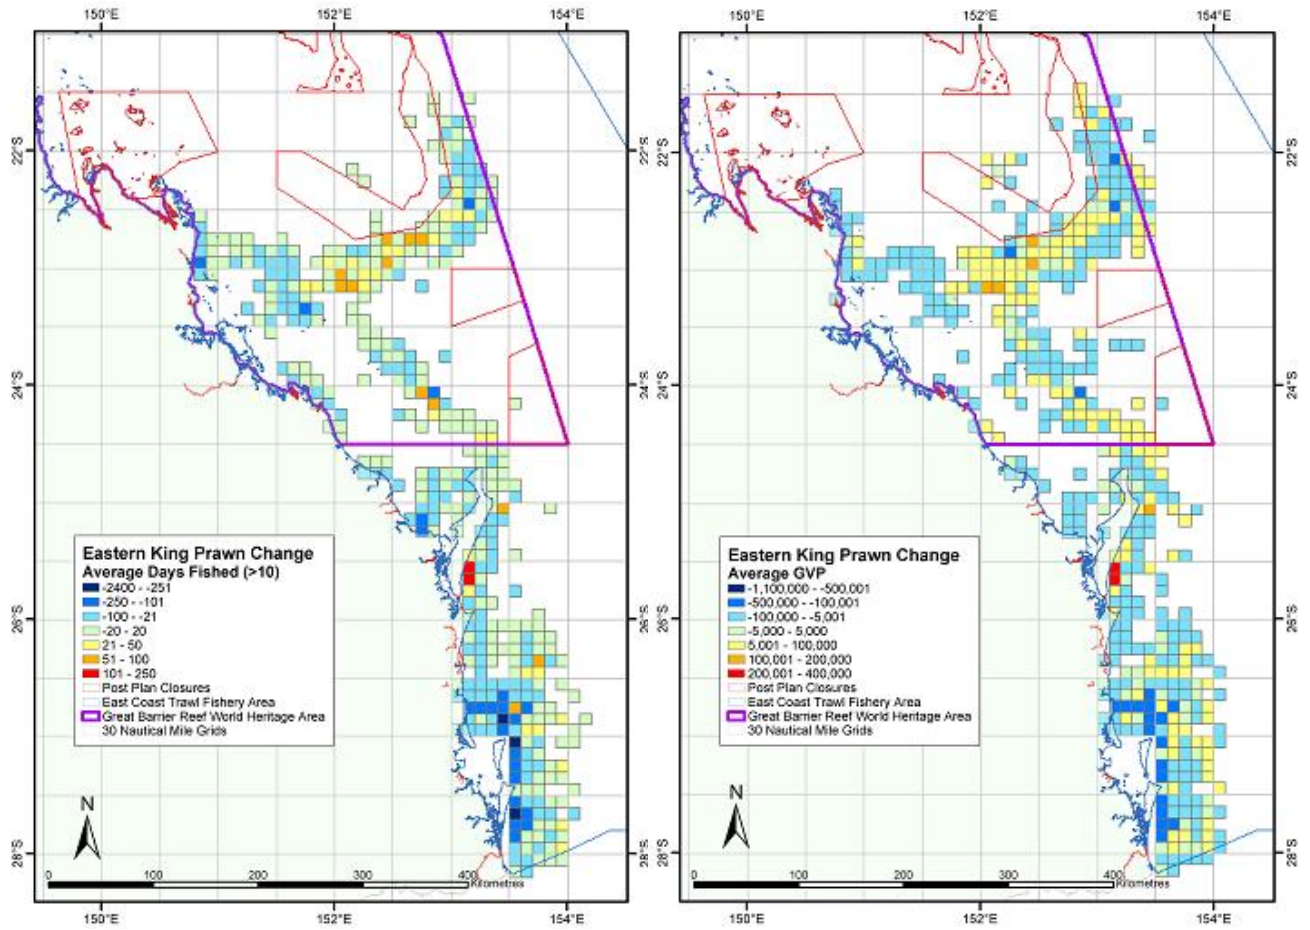 150°E 152°E 154°E
22°S
24°S
26°S
28°S
Eastern King Prawn Change
Average Days Fished (>10)
-2400 - -251
-250 - -101
-100 - -21
-20 - 20
21 - 50
51 - 100
101 - 250
Post Plan Closures
East Coast Trawl Fishery Area
Great Barrier Reef World Heritage Area
30 Nautical Mile Grids
N
0 100 200 300 400
Kilometres
22°S
24°S
26°S
28°S
150°E 152°E 154°E
150°E 152°E 154°E
22°S
24°S
26°S
28°S
Eastern King Prawn Change
Average GVP
-1,100,000 - -500,001
-500,000 - -100,001
-100,000 - -5,001
-5,000 - 5,000
5,001 - 100,000
100,001 - 200,000
200,001 - 400,000
Post Plan Closures
East Coast Trawl Fishery Area
Great Barrier Reef World Heritage Area
30 Nautical Mile Grids
N
0 100 200 300 400
Kilometres
22°S
24°S
26°S
28°S
150°E 152°E 154°E